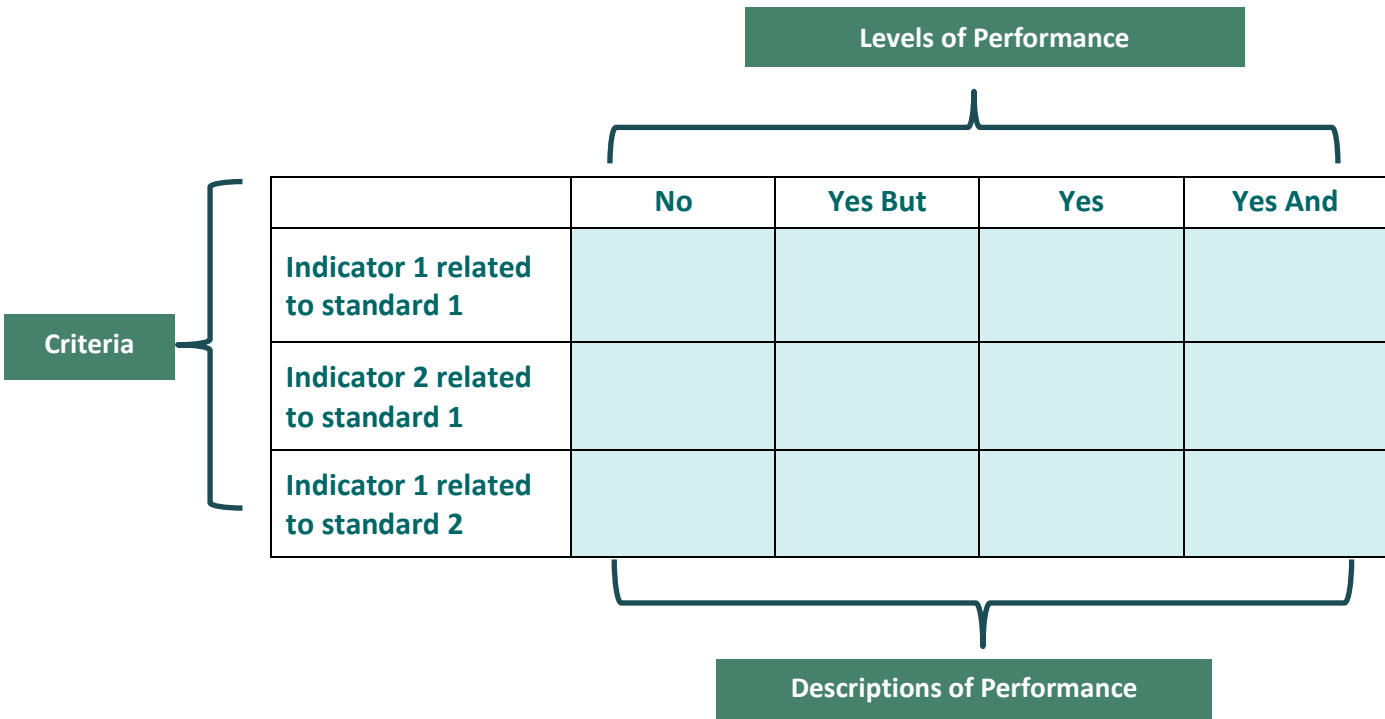 Levels of Performance
No Yes But Yes Yes And
Indicator 1 related
to standard 1
Criteria
Indicator 2 related
to standard 1
Indicator 1 related
to standard 2
Descriptions of Performance